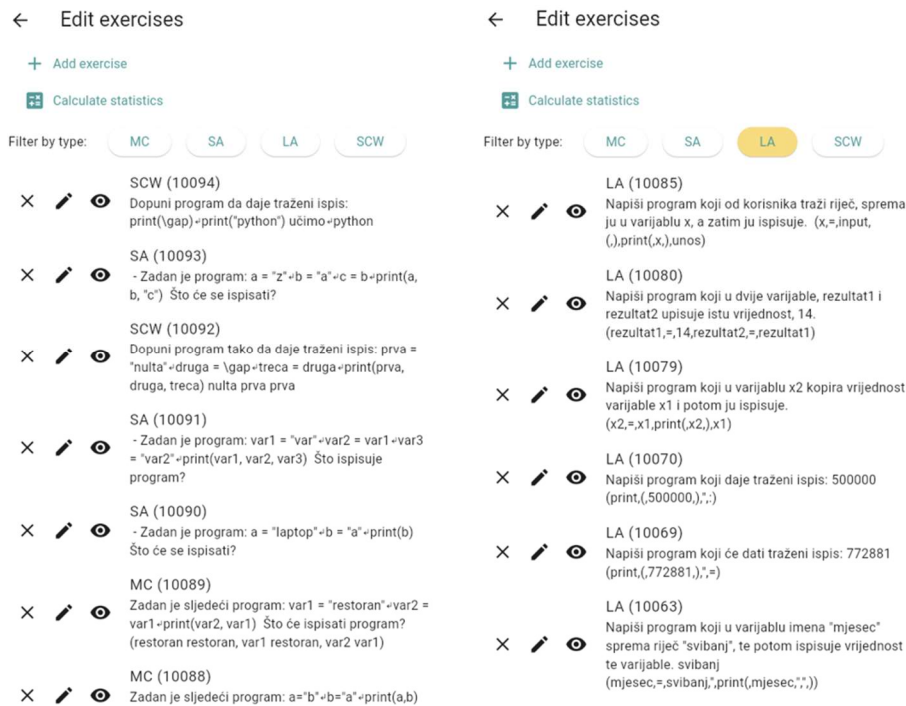 Edit exercises
Add exercise
Calculate statistics
Filter by type:
MC
SA
LA
SCW
SCW (10094)
Dopuni program da daje traženi ispis:
print(\gap)↵print("python") učimo↵python
SA (10093)
- Zadan je program: a = "z"↵b = "a"↵c = b↵print(a,
b, "c")  Što će se ispisati?
SCW (10092)
Dopuni program tako da daje traženi ispis: prva =
"nulta"↵druga = \gap↵treca = druga↵print(prva,
druga, treca) nulta prva prva
SA (10091)
- Zadan je program: var1 = "var"↵var2 = var1↵var3
= "var2"↵print(var1, var2, var3)  Što ispisuje
program?
SA (10090)
- Zadan je program: a = "laptop"↵b = "a"↵print(b)
Što će se ispisati?
MC (10089)
Zadan je sljedeći program: var1 = "restoran"↵var2 =
var1↵print(var2, var1)  Što će ispisati program?
(restoran restoran, var1 restoran, var2 var1)
MC (10088)
Zadan je sljedeći program: a="b"↵b="a"↵print(a,b)
Edit exercises
Add exercise
Calculate statistics
Filter by type:
MC
SA
LA
SCW
LA (10085)
Napiši program koji od korisnika traži riječ, sprema
ju u varijablu x, a zatim ju ispisuje.  (x,=,input,
(,),print(,x,),unos)
LA (10080)
Napiši program koji u dvije varijable, rezultat1 i
rezultat2 upisuje istu vrijednost, 14.
(rezultat1,=,14,rezultat2,=,rezultat1)
LA (10079)
Napiši program koji u varijablu x2 kopira vrijednost
varijable x1 i potom ju ispisuje.
(x2,=,x1,print(,x2,),x1)
LA (10070)
Napiši program koji daje traženi ispis: 500000
(print,(,500000,),",:)
LA (10069)
Napiši program koji će dati traženi ispis: 772881
(print,(,772881,),",=)
LA (10063)
Napiši program koji u varijablu imena "mjesec"
sprema riječ "svibanj", te potom ispisuje vrijednost
te varijable. svibanj
(mjesec,=,svibanj,",print(,mjesec,",",))